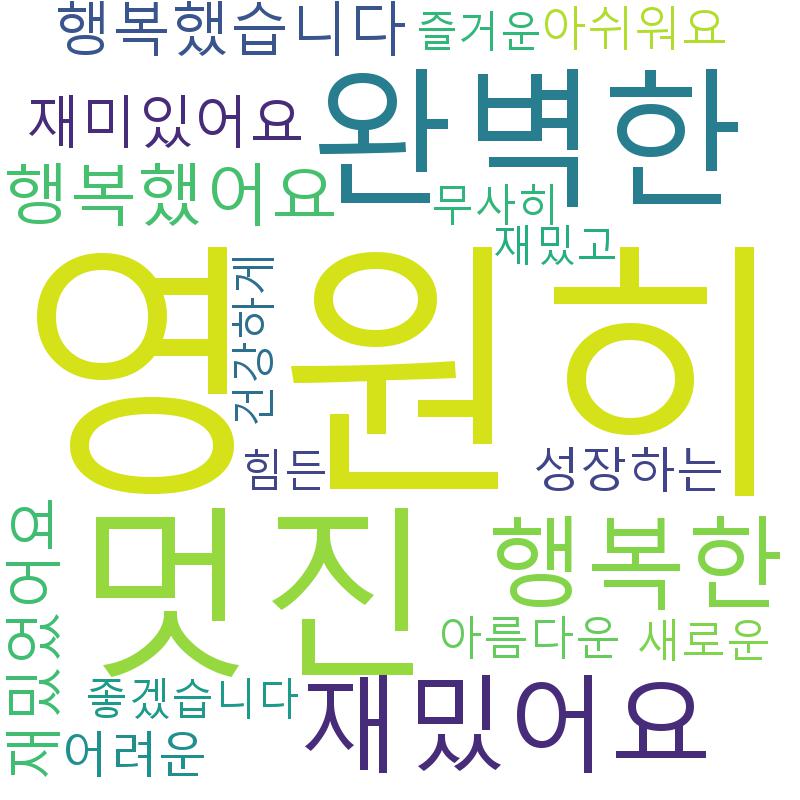 행복했습니다 즐거운 아쉬워요
재미있어요 완벽한
행복했어요 무사히
재밌고
영원히
건강하게
힘든 성장하는
멋진 행복한
재밌었어요
아름다운 새로운
좋겠습니다 재밌어요
어려운